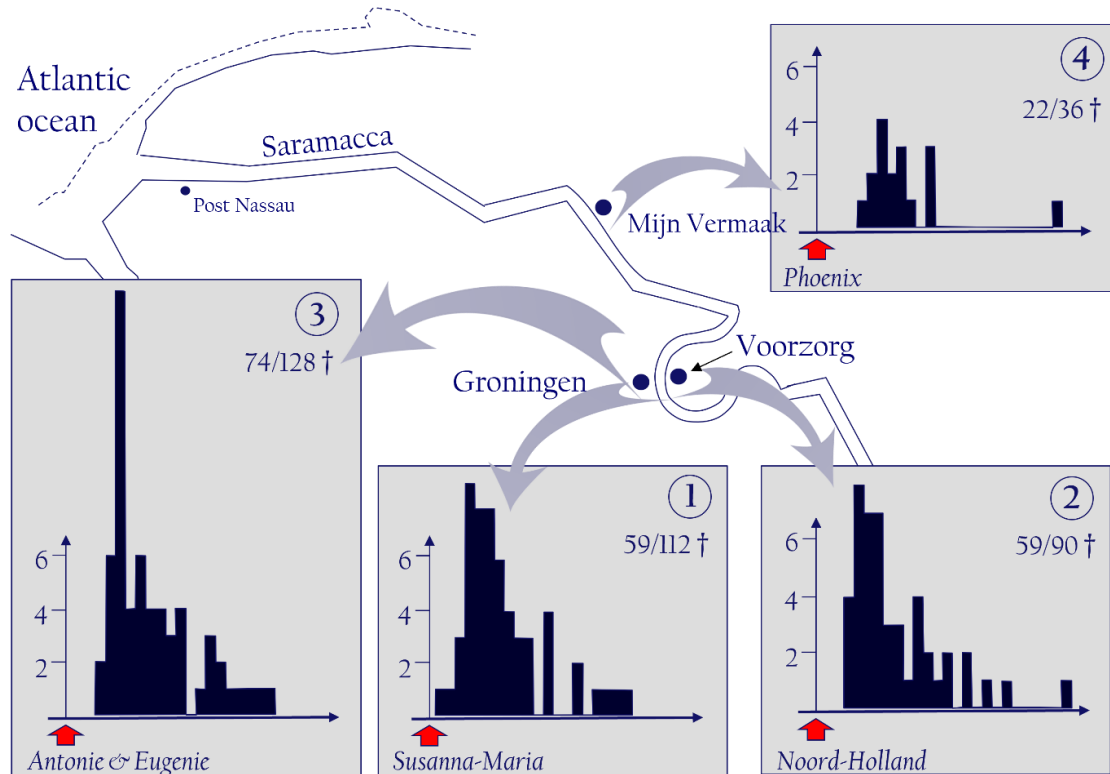 Atlantic
ocean
Saramacca
Post Nassau
Mijn Vermaak
Groningen
Voorzorg
4
22/36 †
6
4
2
Phoenix
3
74/128 †
6
4
2
Antonie & Eugenie
1
59/112 †
6
4
2
Susanna-Maria
2
59/90 †
6
4
2
Noord-Holland